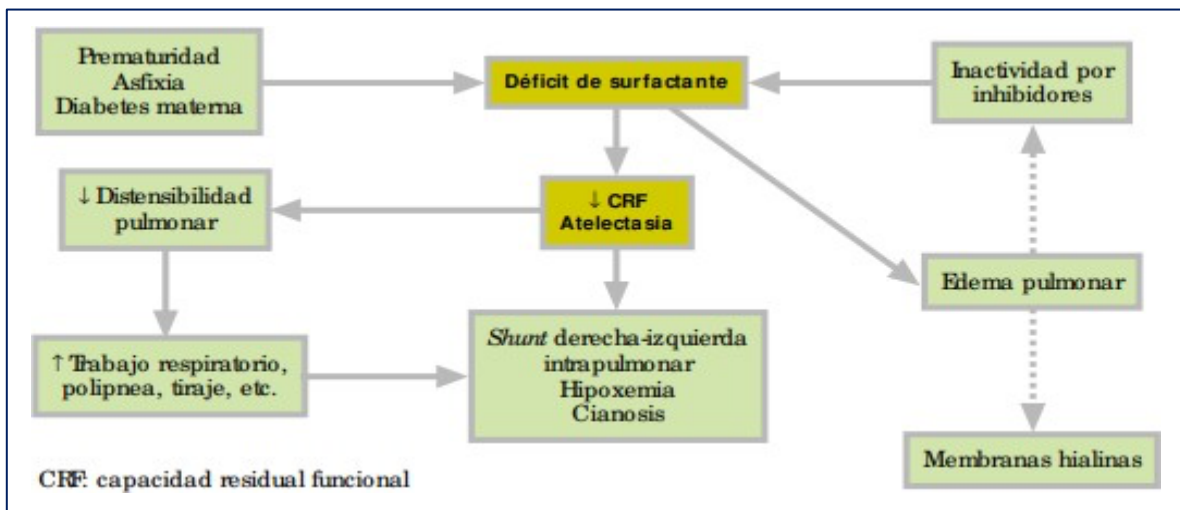 Prematuridad
Asfixia
Diabetes materna
Déficit de surfactante
Inactividad por
inhibidores
↓ Distensibilidad
pulmonar
↓ CRF
Atelectasia
Edema pulmonar
↑ Trabajo respiratorio,
polipnea, tiraje, etc.
Shunt derecha-izquierda
intrapulmonar
Hipoxemia
Cianosis
Membranas hialinas
CRF: capacidad residual funcional